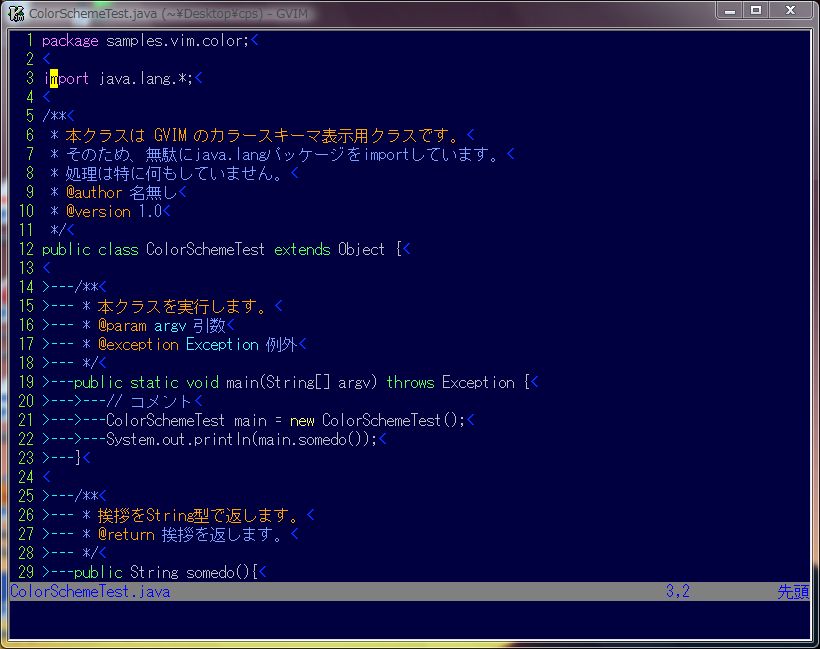 ColorSchemeTest.java (~¥Desktop¥cps) - GVIM
1 package samples.vim.color;<
2 <
3 import java.lang.*;<
4 <
5 /**<
6  * 本クラスは GVIM のカラースキーマ表示用クラスです。<
7  * そのため、無駄にjava.langパッケージをimportしています。<
8  * 処理は特に何もしていません。<
9  * @author 名無し<
10  * @version 1.0<
11  */<
12 public class ColorSchemeTest extends Object {<
13 <
14 >---/**<
15 >--- * 本クラスを実行します。<
16 >--- * @param argv 引数<
17 >--- * @exception Exception 例外<
18 >--- */<
19 >---public static void main(String[] argv) throws Exception {<
20 >--->---// コメント<
21 >--->---ColorSchemeTest main = new ColorSchemeTest();<
22 >--->---System.out.println(main.somedo());<
23 >---}<
24 <
25 >---/**<
26 >--- * 挨拶をString型で返します。<
27 >--- * @return 挨拶を返します。<
28 >--- */<
29 >---public String somedo(){<
ColorSchemeTest.java 3,2 先頭